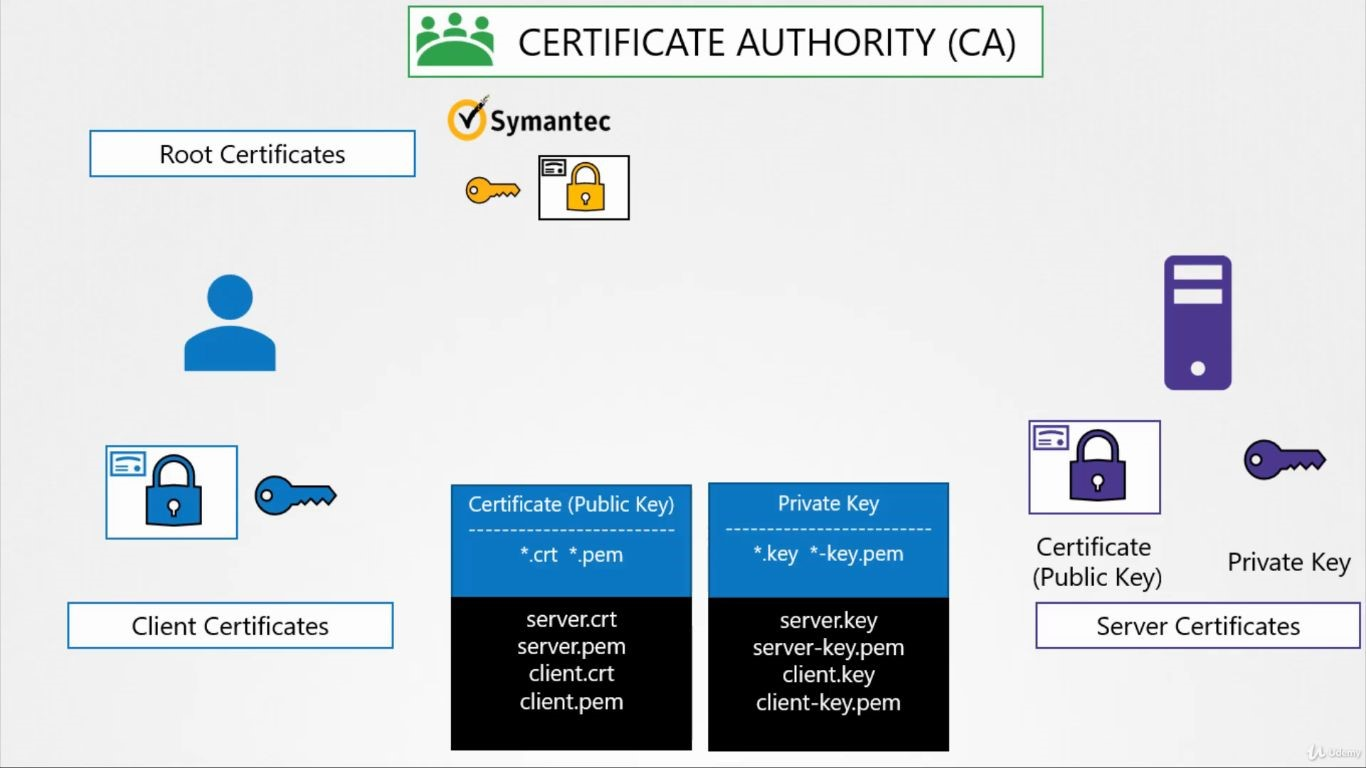 CERTIFICATE AUTHORITY (CA)
Symantec
Root Certificates
Certificate (Public Key)
-------------------------
*.crt *.pem
server.crt
server.pem
client.crt
client.pem
Private Key
-------------------------
*.key *-key.pem
server.key
server-key.pem
client.key
client-key.pem
Certificate
(Public Key)
Private Key
Client Certificates
Server Certificates
Udemy